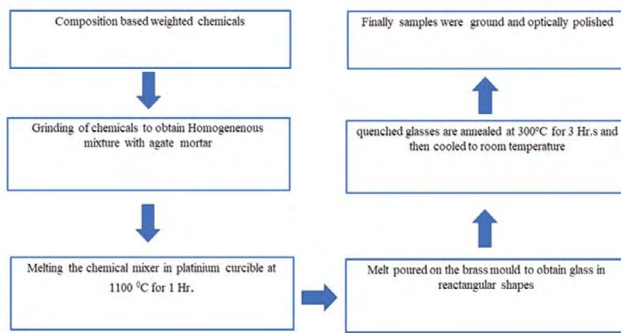 Composition based weighted chemicals
Grinding of chemicals to obtain Homogenenous
mixture with agate mortar
Melting the chemical mixer in platinium curcible at
1100 ⁰C for 1 Hr.
Melt poured on the brass mould to obtain glass in
reactangular shapes
quenched glasses are annealed at 300°C for 3 Hr.s and
then cooled to room temperature
Finally samples were ground and optically polished